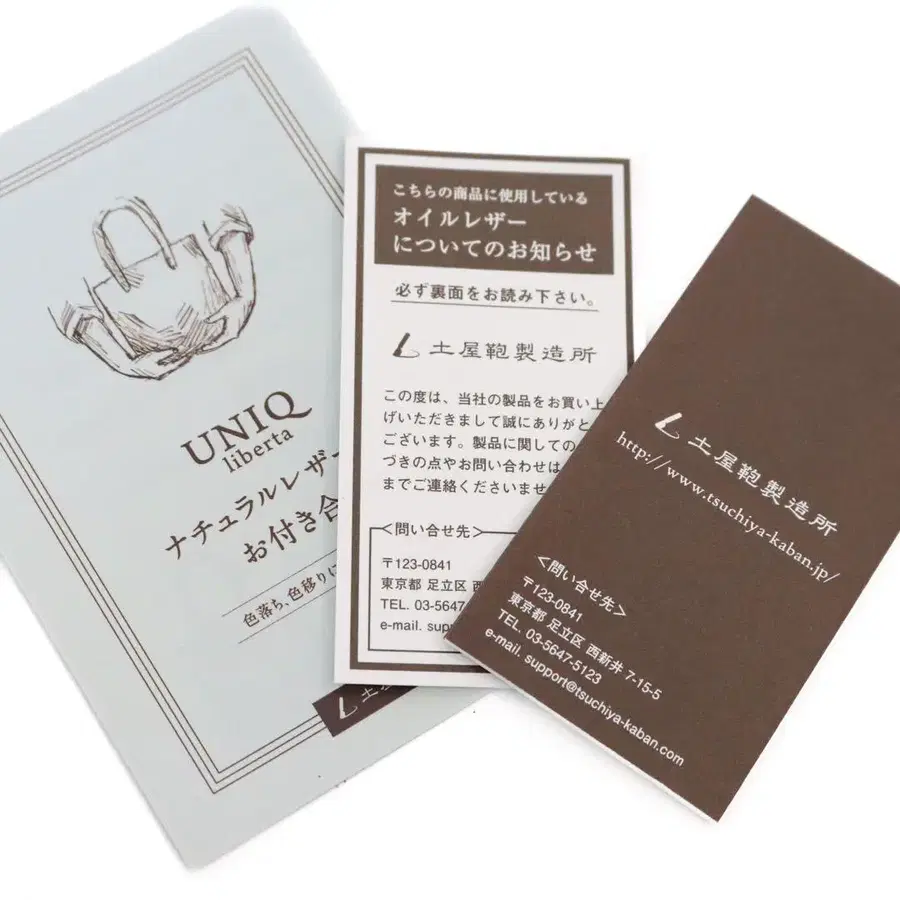 UNIQ
liberta
ナチュラルレザー
お付き合
色落ち、色移りに
土
こちらの商品に使用している
オイルレザー
についてのお知らせ
必ず裏面をお読み下さい。
土屋鞄製造所
この度は、当社の製品をお買い上
げいただきまして誠にありがと
ございます。製品に関しての
づきの点やお問い合わせは
までご連絡くださいませ
<問い合せ先>
〒123-0841
東京都 足立区 西
TEL. 03-5647
e-mail. supp
土屋鞄製造所
http://www.tsuchiya-kaban.jp/
<問い合せ先>
〒123-0841
東京都 足立区 西新井 7-15-5
TEL. 03-5647-5123
e-mail. support@tsuchiya-kaban.com